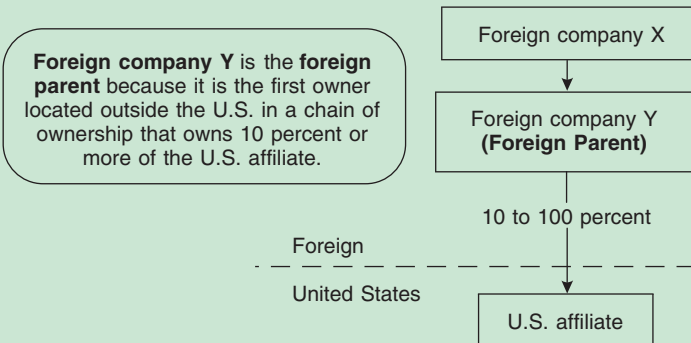 Foreign company Y is the foreign
parent because it is the first owner
located outside the U.S. in a chain of
ownership that owns 10 percent or
more of the U.S. affiliate.
Foreign company X
Foreign company Y
(Foreign Parent)
10 to 100 percent
Foreign
United States
U.S. affiliate